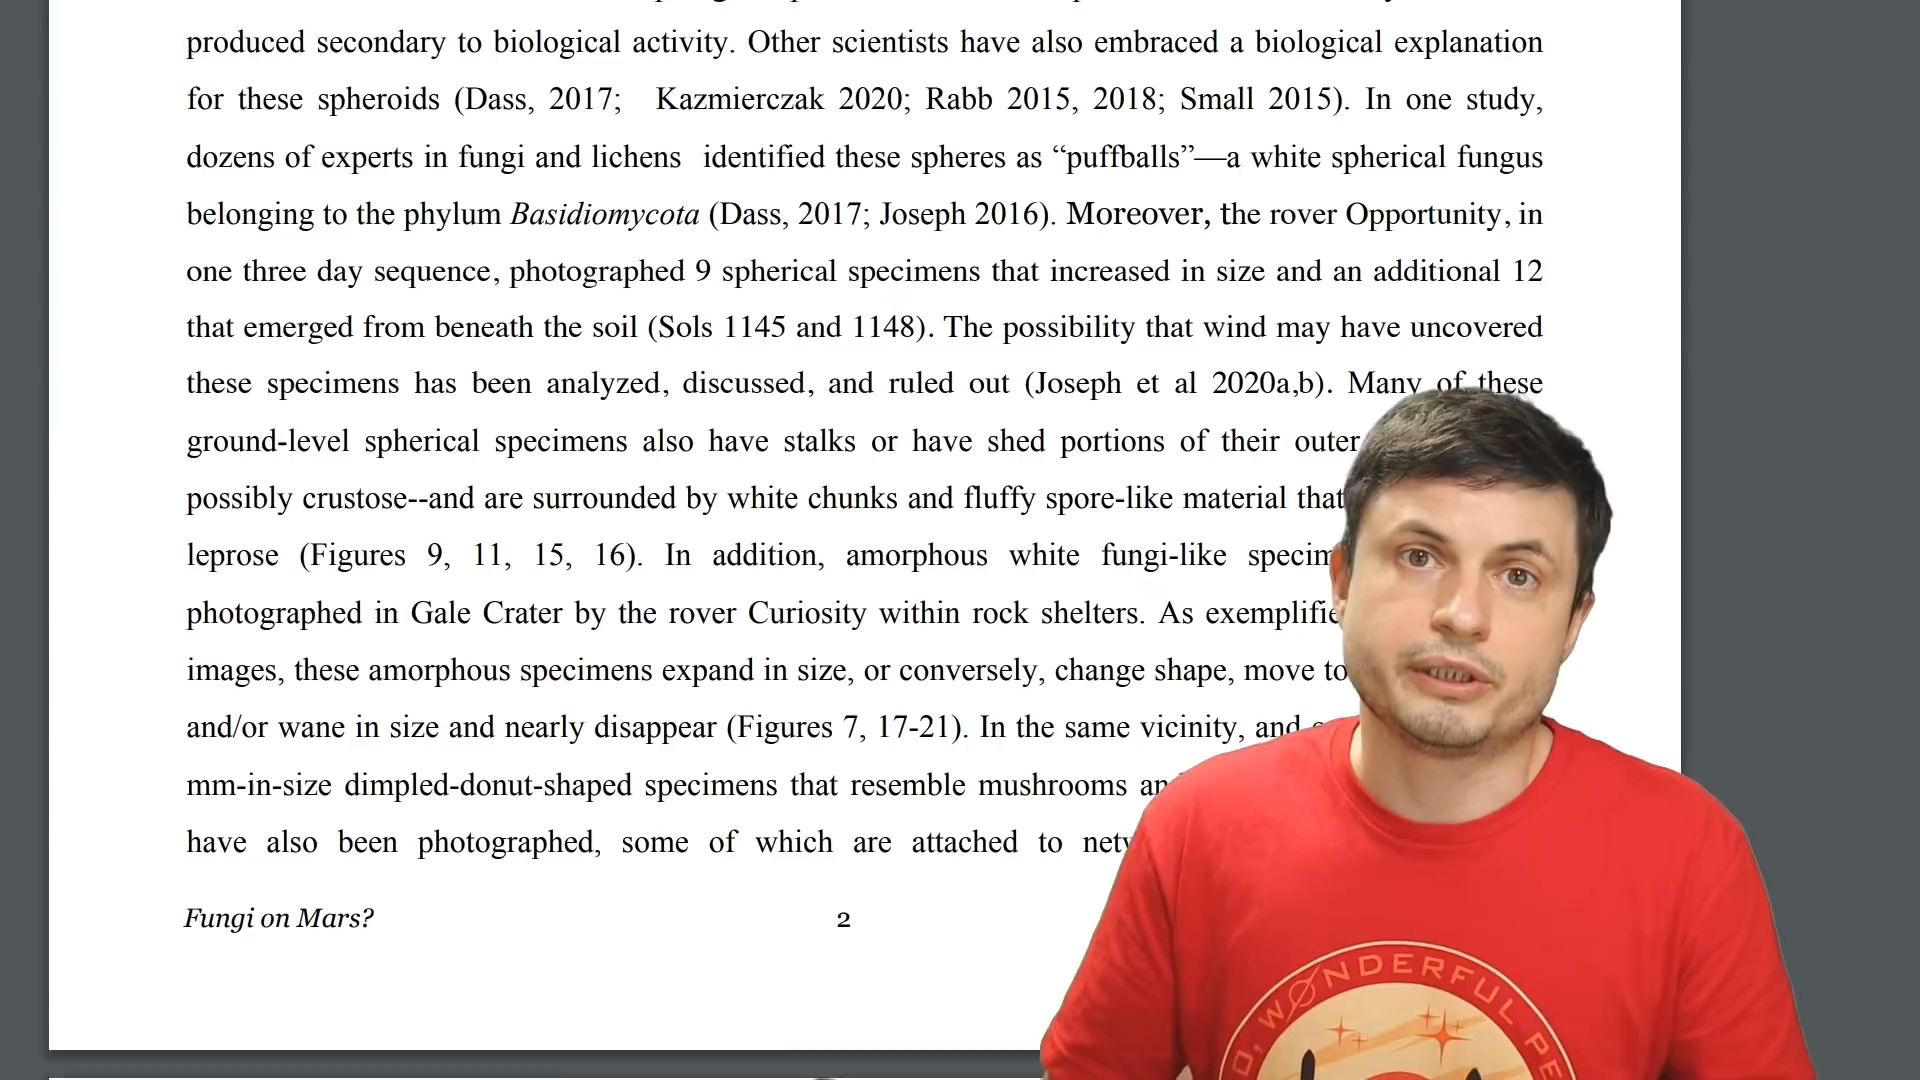 produced secondary to biological activity. Other scientists have also embraced a biological explanation
for these spheroids (Dass, 2017; Kazmierczak 2020; Rabb 2015, 2018; Small 2015). In one study,
dozens of experts in fungi and lichens identified these spheres as “puffballs”—a white spherical fungus
belonging to the phylum Basidiomycota (Dass, 2017; Joseph 2016). Moreover, the rover Opportunity, in
one three day sequence, photographed 9 spherical specimens that increased in size and an additional 12
that emerged from beneath the soil (Sols 1145 and 1148). The possibility that wind may have uncovered
these specimens has been analyzed, discussed, and ruled out (Joseph et al 2020a,b). Many of these
ground-level spherical specimens also have stalks or have shed portions of their outer
possibly crustose--and are surrounded by white chunks and fluffy spore-like material that
leprose (Figures 9, 11, 15, 16). In addition, amorphous white fungi-like specim
photographed in Gale Crater by the rover Curiosity within rock shelters. As exemplifie
images, these amorphous specimens expand in size, or conversely, change shape, move to
and/or wane in size and nearly disappear (Figures 7, 17-21). In the same vicinity, and
mm-in-size dimpled-donut-shaped specimens that resemble mushrooms an
have also been photographed, some of which are attached to netw
Fungi on Mars? 2
O, WONDERFUL PE